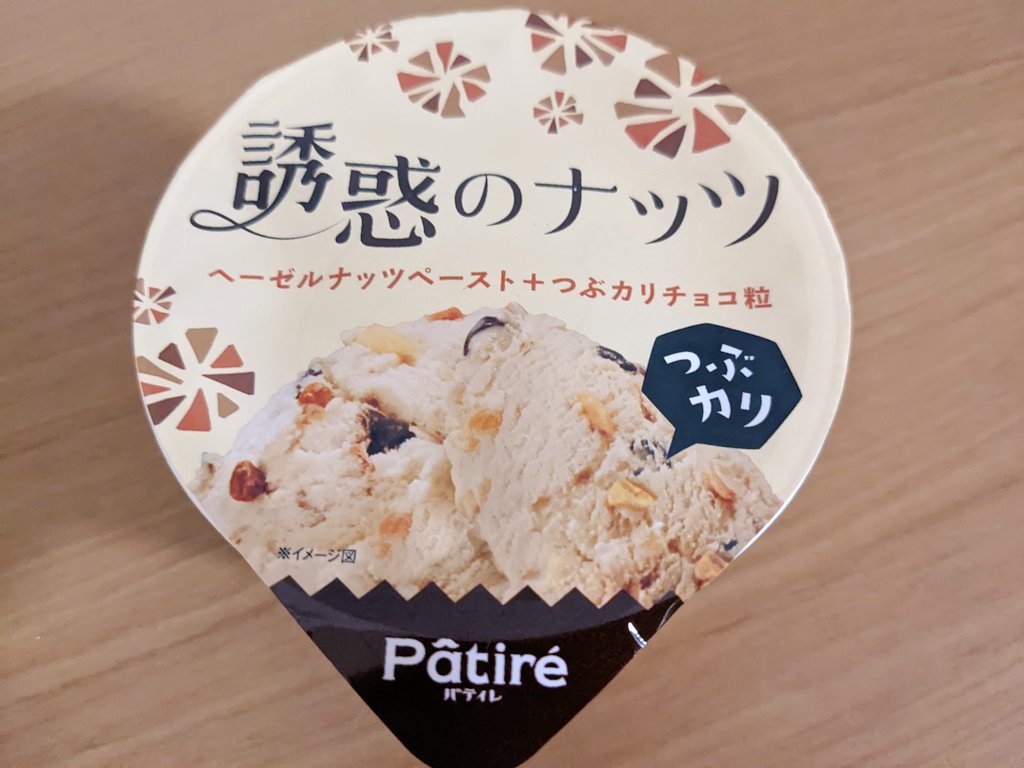 誘惑のナッツ
ヘーゼルナッツペースト+つぶカリチョコ粒
つぶ
カリ
※イメージ図
Pâtiré
パティレ